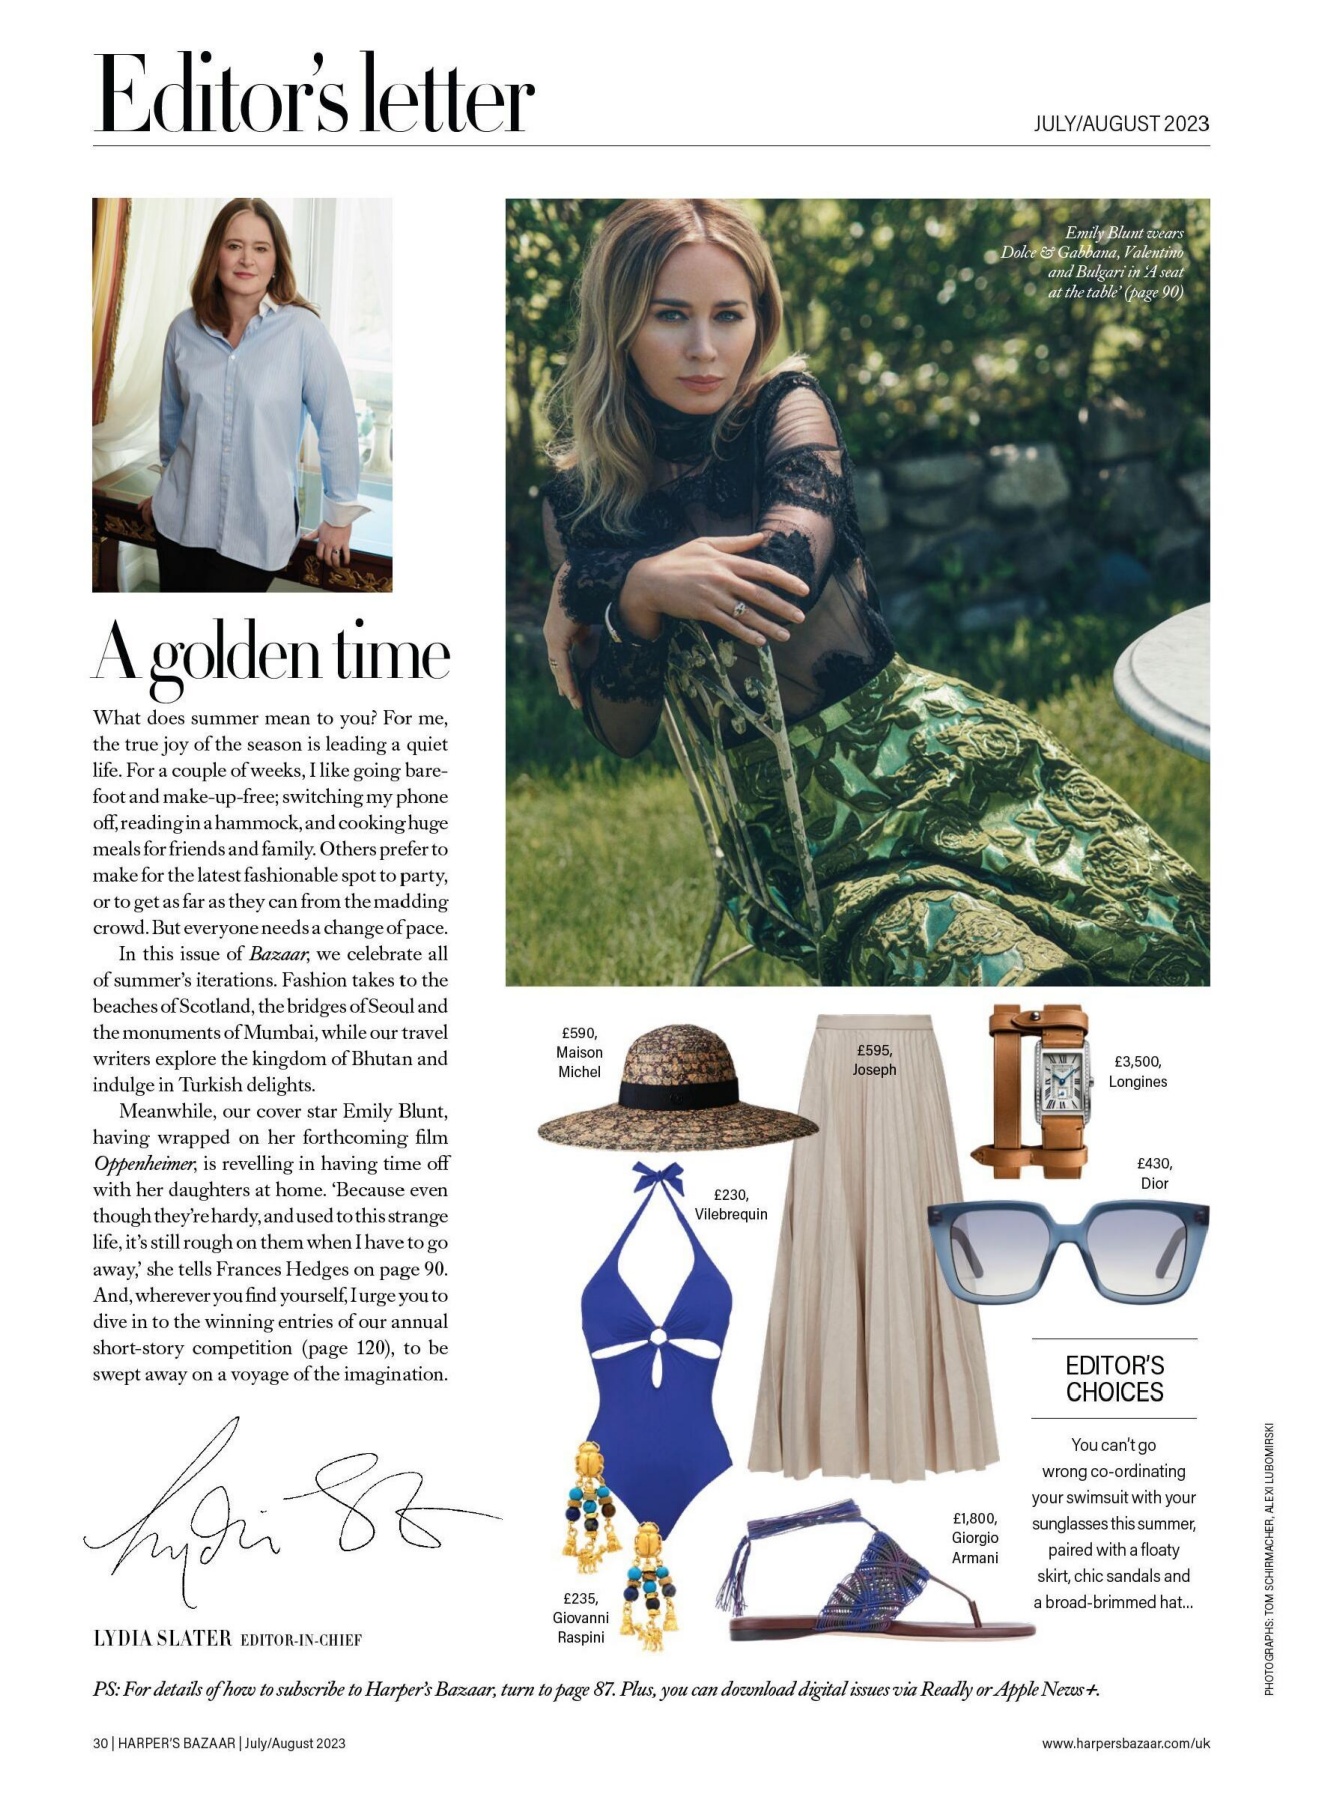 Editor's letter
JULY/AUGUST 2023
Emily Blunt wears
Dolce & Gabbana, Valentino
and Bulgari in 'A seat
at the table' (page 90)
A golden time
What does summer mean to you? For me,
the true joy of the season is leading a quiet
life. For a couple of weeks, I like going bare-
foot and make-up-free; switching my phone
off, reading in a hammock, and cooking huge
meals for friends and family. Others prefer to
make for the latest fashionable spot to party,
or to get as far as they can from the madding
crowd. But everyone needs a change of pace.
In this issue of Bazaar, we celebrate all
of summer's iterations. Fashion takes to the
beaches of Scotland, the bridges of Seoul and
the monuments of Mumbai, while our travel
writers explore the kingdom of Bhutan and
indulge in Turkish delights.
Meanwhile, our cover star Emily Blunt,
having wrapped on her forthcoming film
Oppenheimer, is revelling in having time off
with her daughters at home. 'Because even
though they're hardy, and used to this strange
life, it's still rough on them when I have to go
away,' she tells Frances Hedges on page 90.
And, wherever you find yourself, I urge you to
dive in to the winning entries of our annual
short-story competition (page 120), to be
swept away on a voyage of the imagination.
LYDIA SLATER EDITOR-IN-CHIEF
£590,
Maison
Michel
£595,
Joseph
£3,500,
Longines
£430,
Dior
£230,
Vilebrequin
£235,
Giovanni
Raspini
£1,800,
Giorgio
Armani
EDITOR'S
CHOICES
You can't go
wrong co-ordinating
your swimsuit with your
sunglasses this summer,
paired with a floaty
skirt, chic sandals and
a broad-brimmed hat...
PHOTOGRAPHS: TOM SCHIRMACHER, ALEXI LUBOMIRSKI
PS: For details of how to subscribe to Harper's Bazaar, turn to page 87. Plus, you can download digital issues via Readly or Apple News+.
30 | HARPER'S BAZAAR | July/August 2023
www.harpersbazaar.com/uk